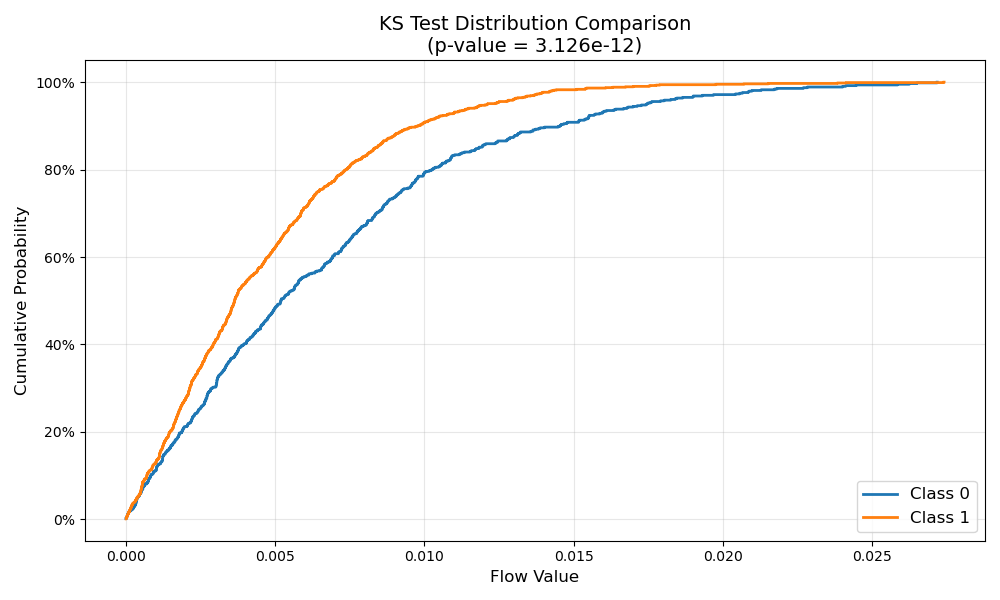 KS Test Distribution Comparison
(p-value = 3.126e-12)
Cumulative Probability
100%
80%
60%
40%
20%
0%
0.000
0.005
0.010
0.015
0.020
0.025
Flow Value
Class 0
Class 1